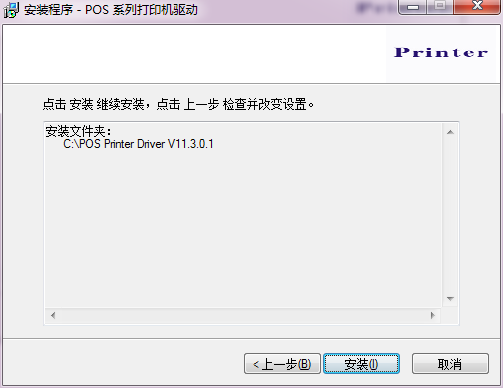 安装程序 - POS 系列打印机驱动
Printer
点击 安装 继续安装，点击 上一步 检查并改变设置。
安装文件夹：
C:\POS Printer Driver V11.3.0.1
< 上一步(B)
安装(I)
取消